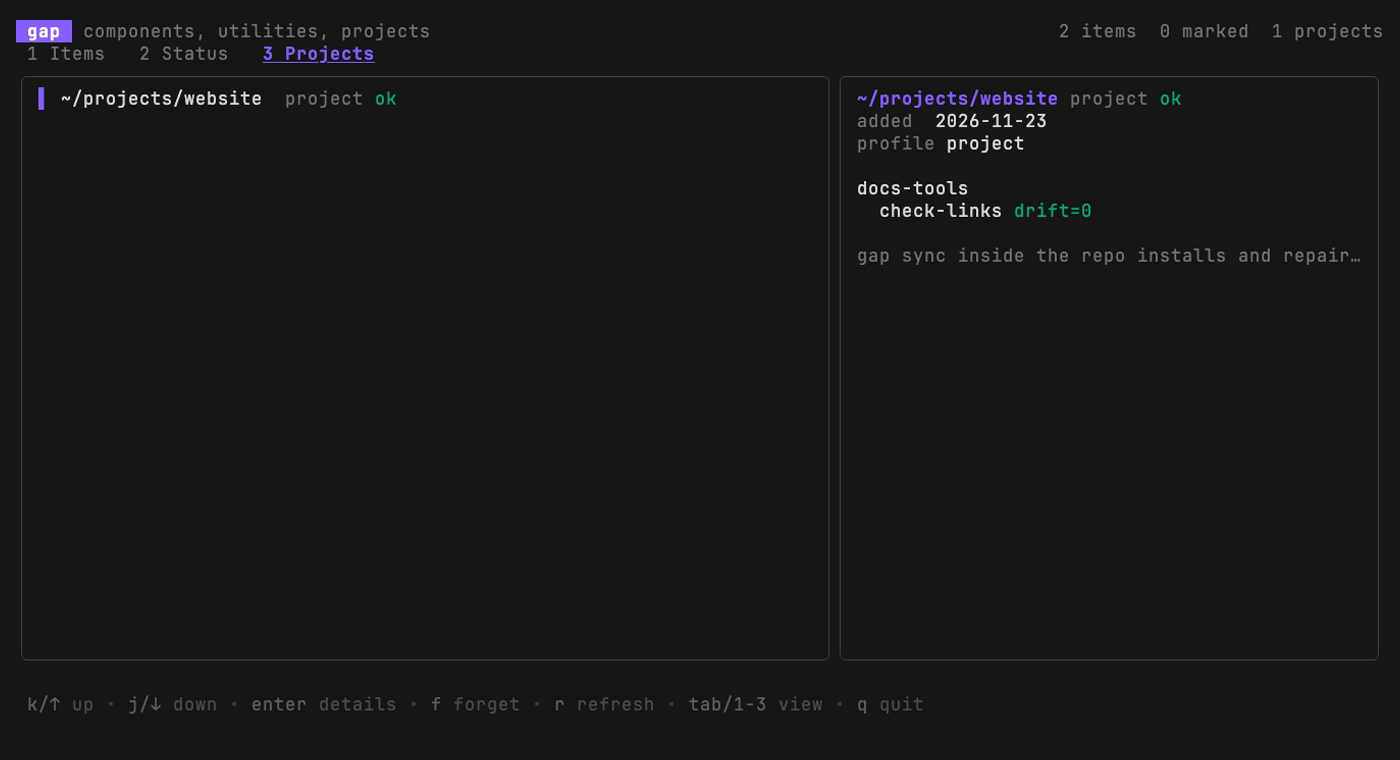 gap components, utilities, projects 2 items 0 marked 1 projects
1 Items 2 Status 3 Projects
~/projects/website project ok
~/projects/website project ok
added 2026-11-23
profile project
docs-tools
check-links drift=0
gap sync inside the repo installs and repair…
k/↑ up • j/↓ down • enter details • f forget • r refresh • tab/1-3 view • q quit